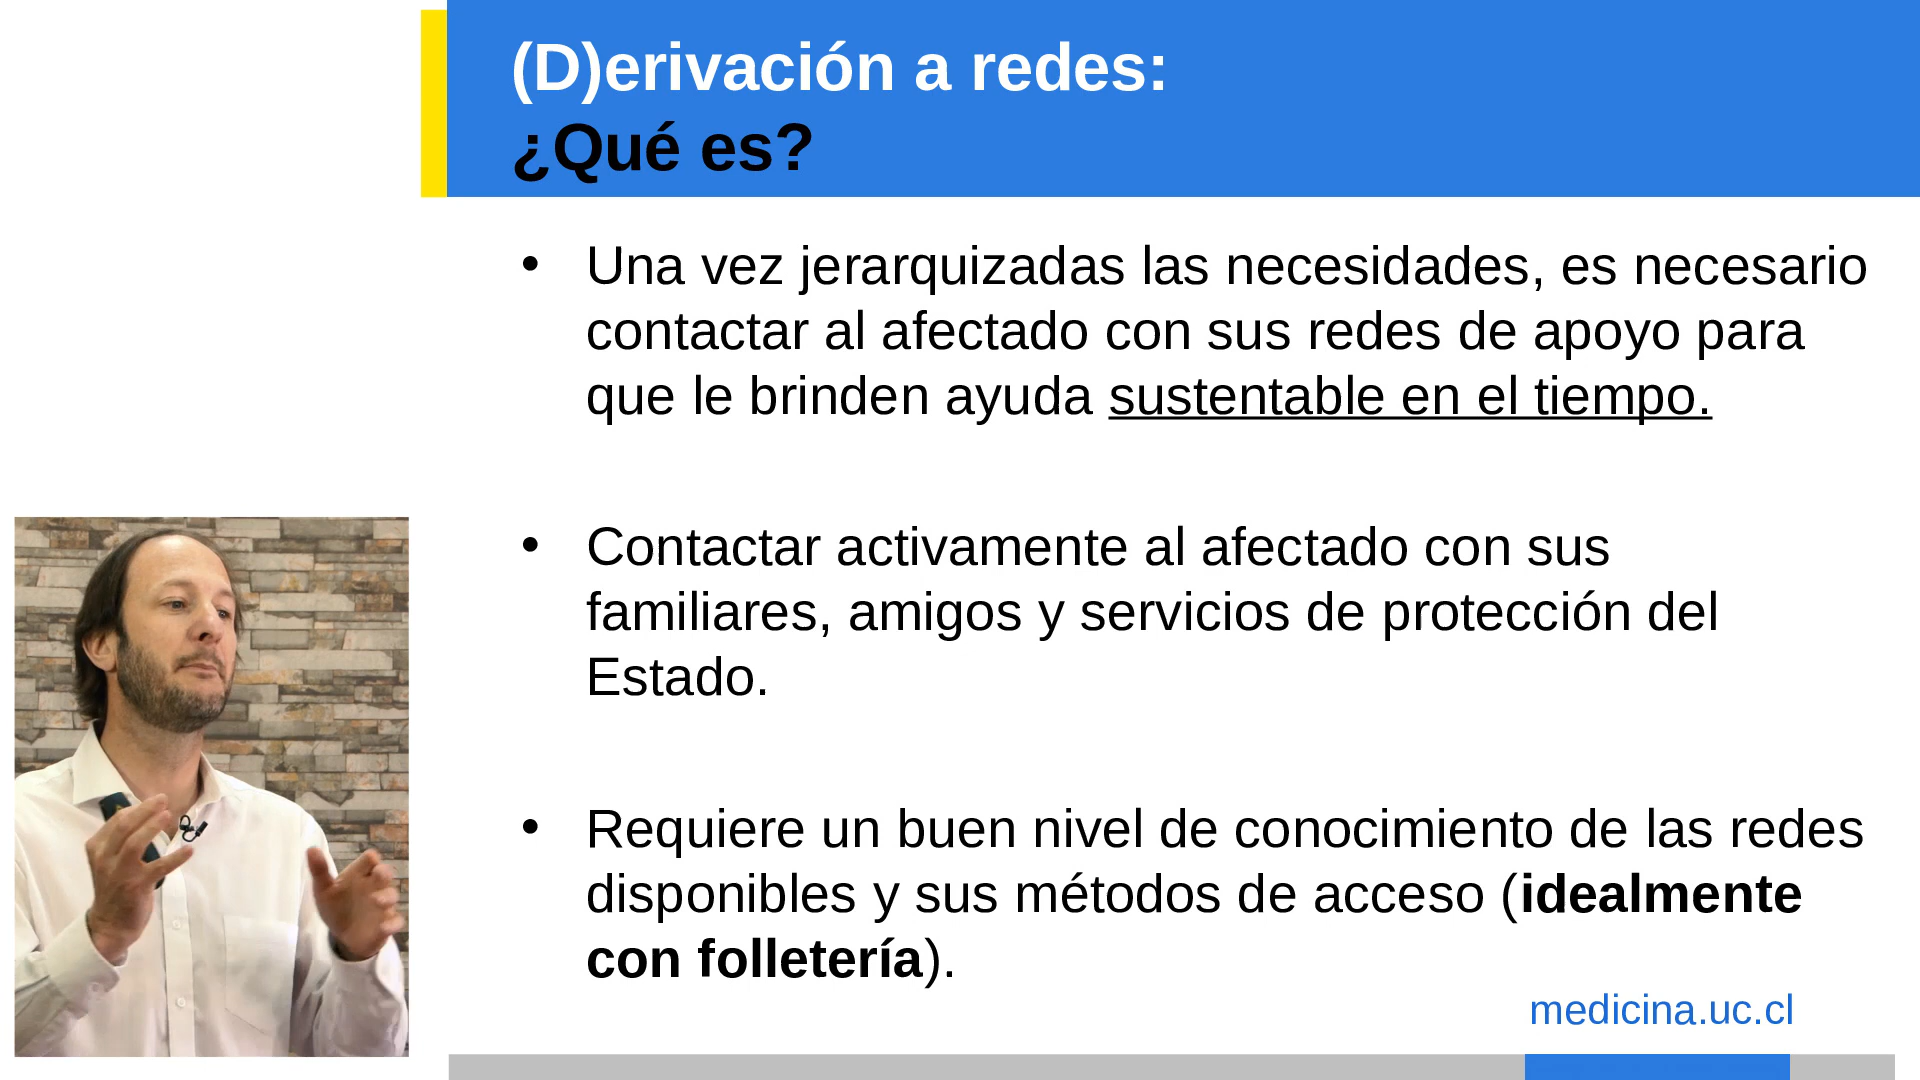 (D)erivación a redes:
¿Qué es?
• Una vez jerarquizadas las necesidades, es necesario
contactar al afectado con sus redes de apoyo para
que le brinden ayuda sustentable en el tiempo.
• Contactar activamente al afectado con sus
familiares, amigos y servicios de protección del
Estado.
• Requiere un buen nivel de conocimiento de las redes
disponibles y sus métodos de acceso (idealmente
con folletería).
medicina.uc.cl